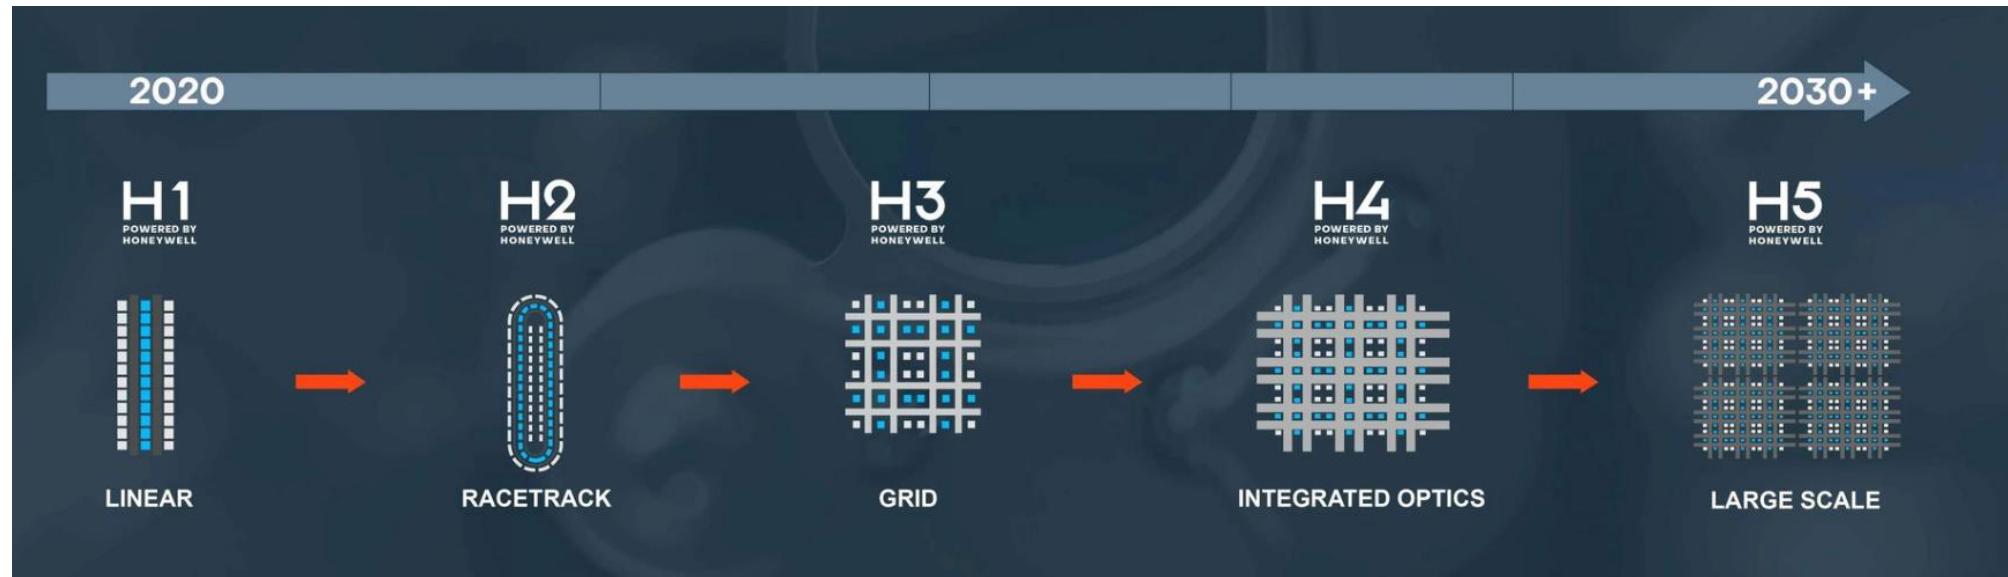 2020
2030+
H1
POWERED BY
HONEYWELL
H2
POWERED BY
HONEYWELL
H3
POWERED BY
HONEYWELL
H4
POWERED BY
HONEYWELL
H5
POWERED BY
HONEYWELL
LINEAR
RACETRACK
GRID
INTEGRATED OPTICS
LARGE SCALE